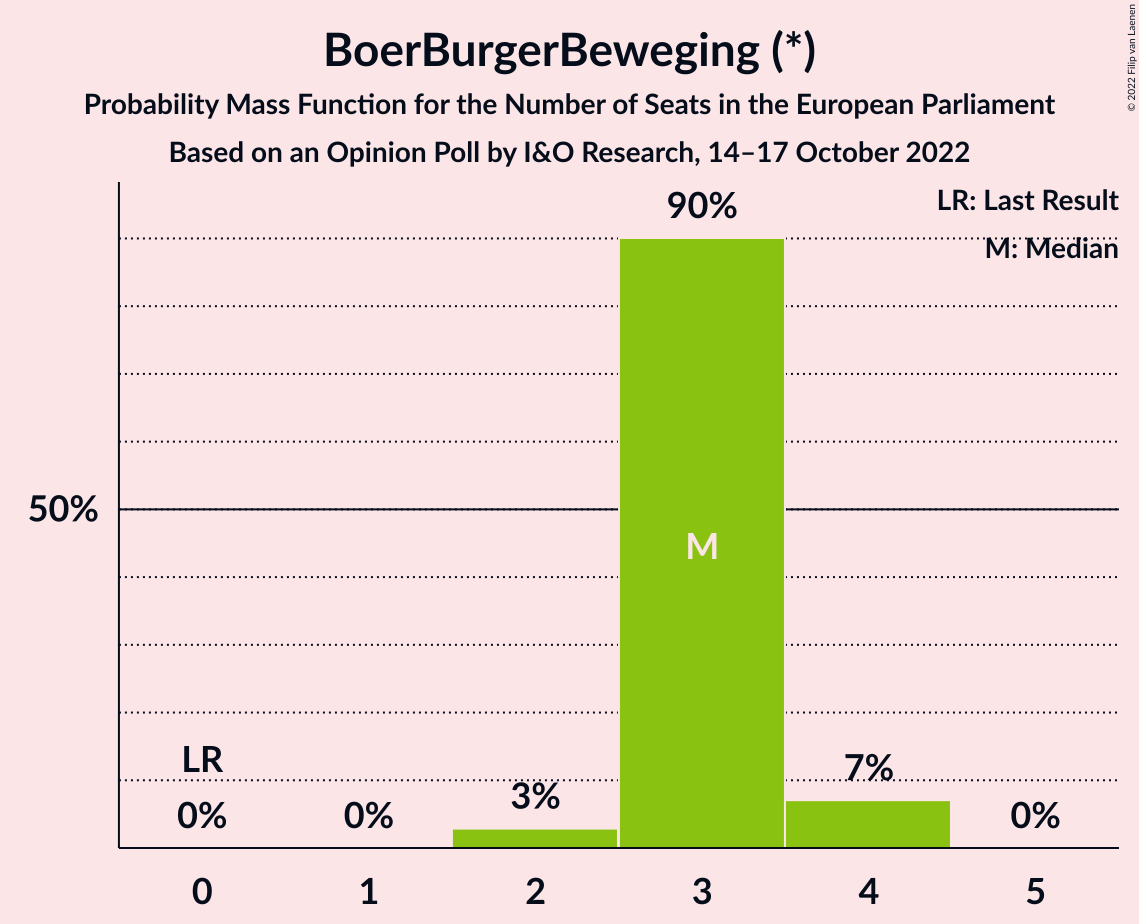 BoerBurgerBeweging (*)
Probability Mass Function for the Number of Seats in the European Parliament
Based on an Opinion Poll by I&O Research, 14–17 October 2022
© 2022 Filip van Laenen
LR: Last Result
M: Median
90%
50%
M
LR
0%
0%
3%
7%
0%
0
1
2
3
4
5